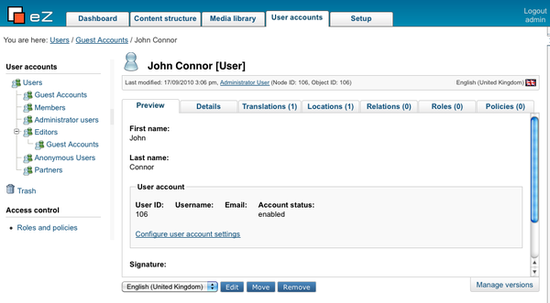 eZ
Dashboard
Content structure
Media library
User accounts
Setup
Logout
admin
You are here: Users / Guest Accounts / John Connor
User accounts
Users
Guest Accounts
Members
Administrator users
Editors
Guest Accounts
Anonymous Users
Partners
Trash
Access control
Roles and policies
John Connor [User]
Last modified: 17/09/2010 3:06 pm, Administrator User (Node ID: 106, Object ID: 106)
English (United Kingdom)
Preview
Details
Translations (1)
Locations (1)
Relations (0)
Roles (0)
Policies (0)
First name:
John
Last name:
Connor
User account
User ID: Username: Email: Account status:
106 enabled
Configure user account settings
Signature:
English (United Kingdom)
Edit
Move
Remove
Manage versions